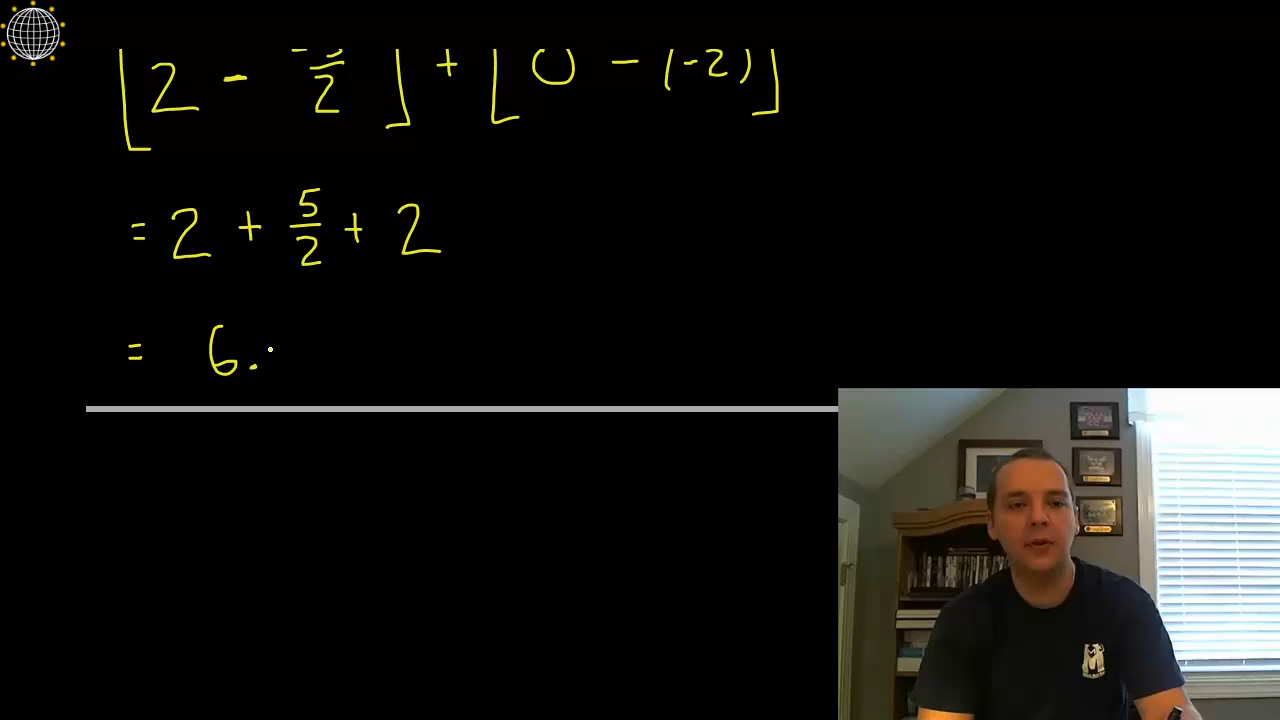 [2 - -5/2] + [0 - (-2)]
= 2 + 5/2 + 2
= 6.